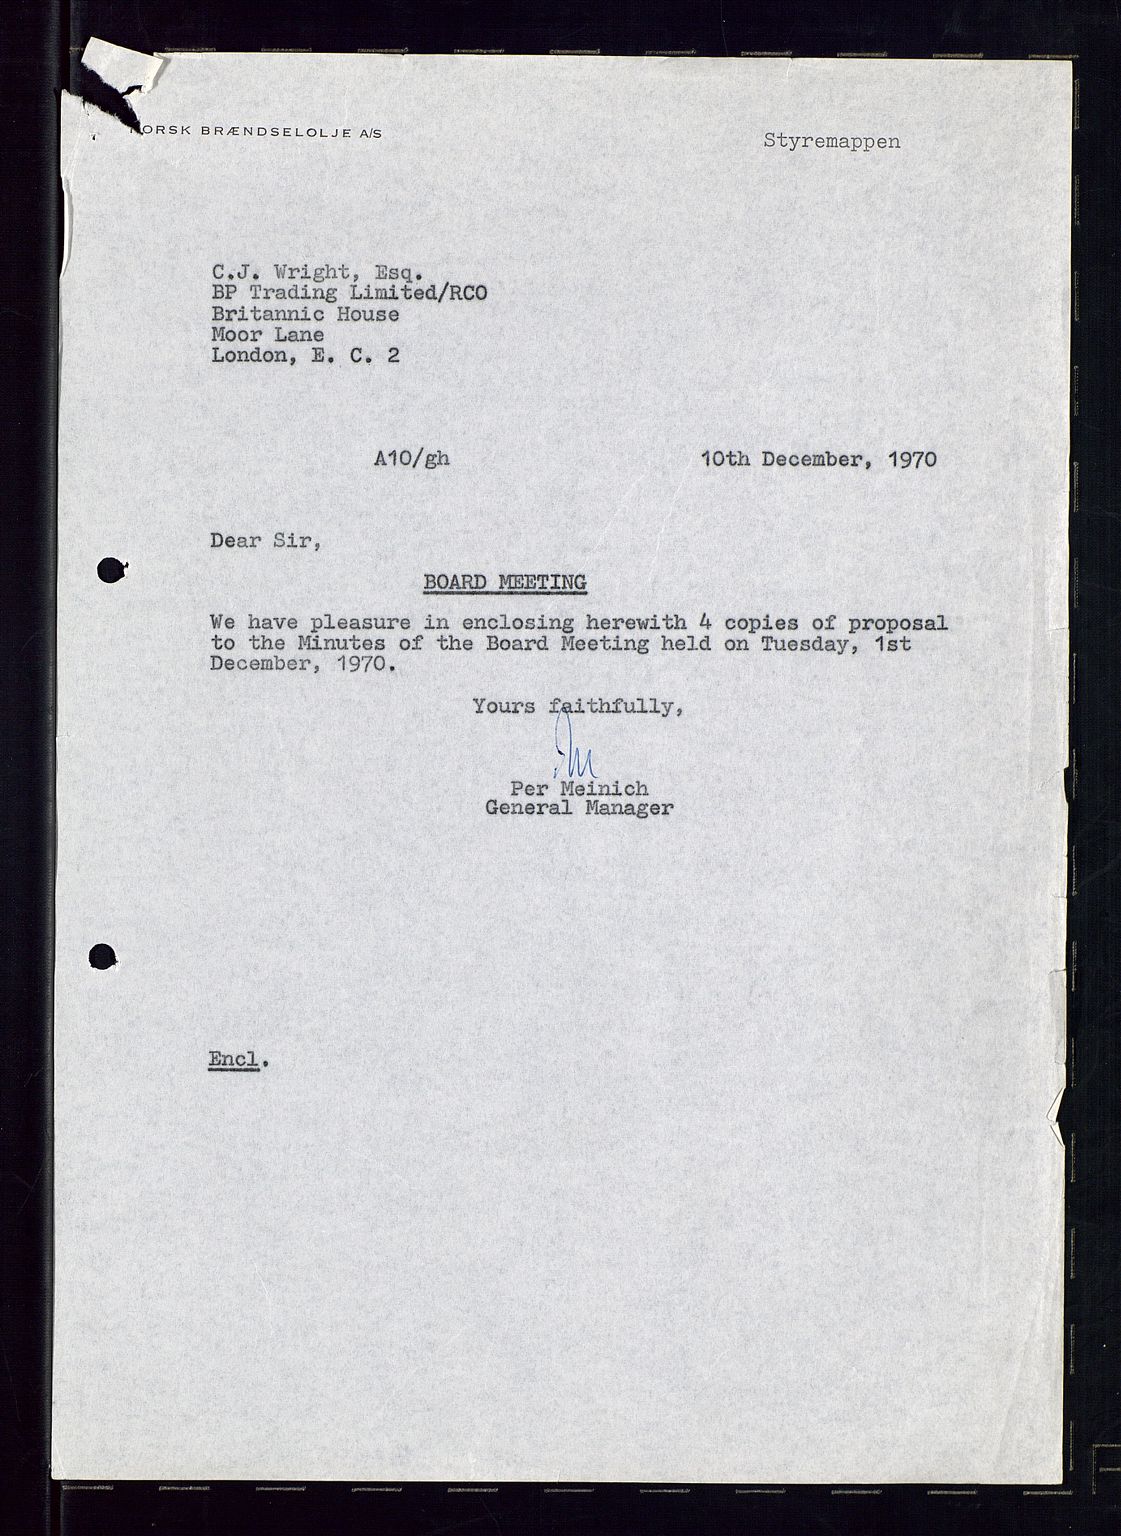 NORSK BRÆNDSELOLJE A/S
Styremappen
C.J. Wright, Esq.
BP Trading Limited/RCO
Britannic House
Moor Lane
London, E. C. 2
A10/gh 10th December, 1970
Dear Sir,
BOARD MEETING
We have pleasure in enclosing herewith 4 copies of proposal
to the Minutes of the Board Meeting held on Tuesday, 1st
December, 1970.
Yours faithfully,
Per Meinich
General Manager
Encl.